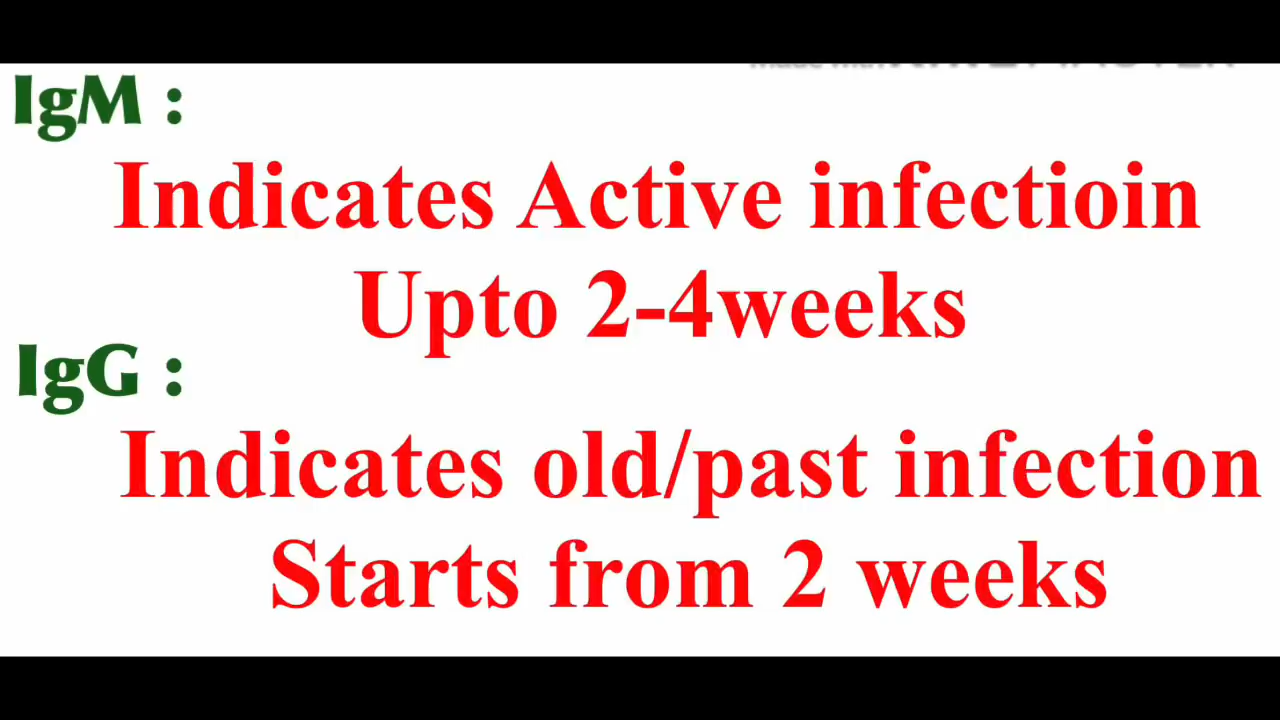 IgM :
Indicates Active infectioin
Upto 2-4weeks
IgG :
Indicates old/past infection
Starts from 2 weeks